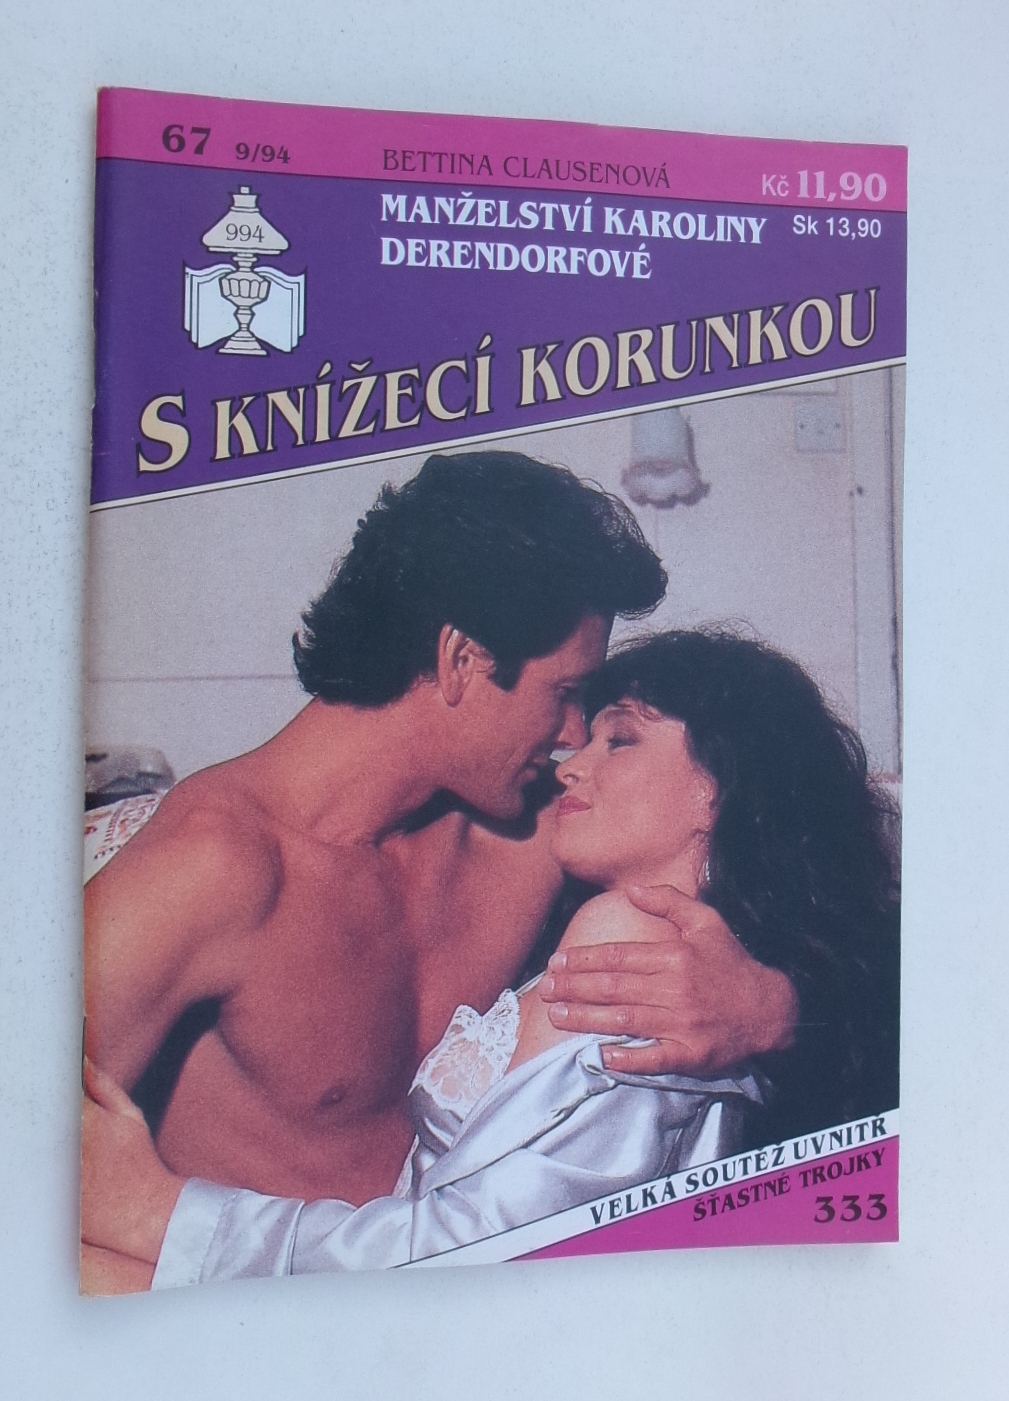 67 9/94
BETTINA CLAUSENOVÁ
Kč 11,90
Sk 13,90
MANŽELSTVÍ KAROLINY
DERENDORFOVÉ
994
S KNÍŽECÍ KORUNKOU
VELKÁ SOUTĚŽ UVNITŘ
ŠŤASTNÉ TROJKY
333